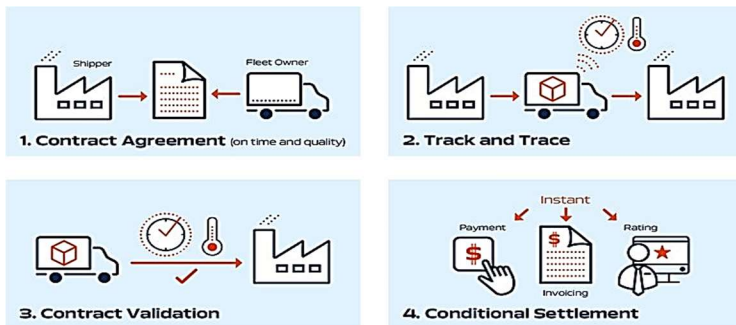 Shipper
Fleet Owner
1. Contract Agreement (on time and quality)
2. Track and Trace
3. Contract Validation
Instant
Payment
Rating
$
$
Invoicing
4. Conditional Settlement